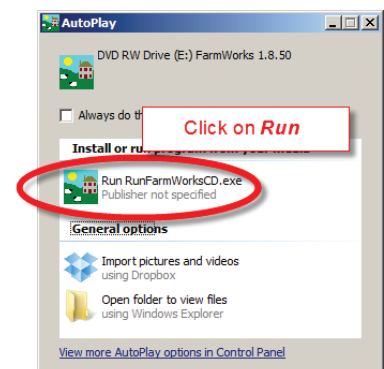 AutoPlay
DVD RW Drive (E:) FarmWorks 1.8.50
Always do th
Click on Run
Install or run program from your media
Run RunFarmWorksCD.exe
Publisher not specified
General options
Import pictures and videos
using Dropbox
Open folder to view files
using Windows Explorer
View more AutoPlay options in Control Panel